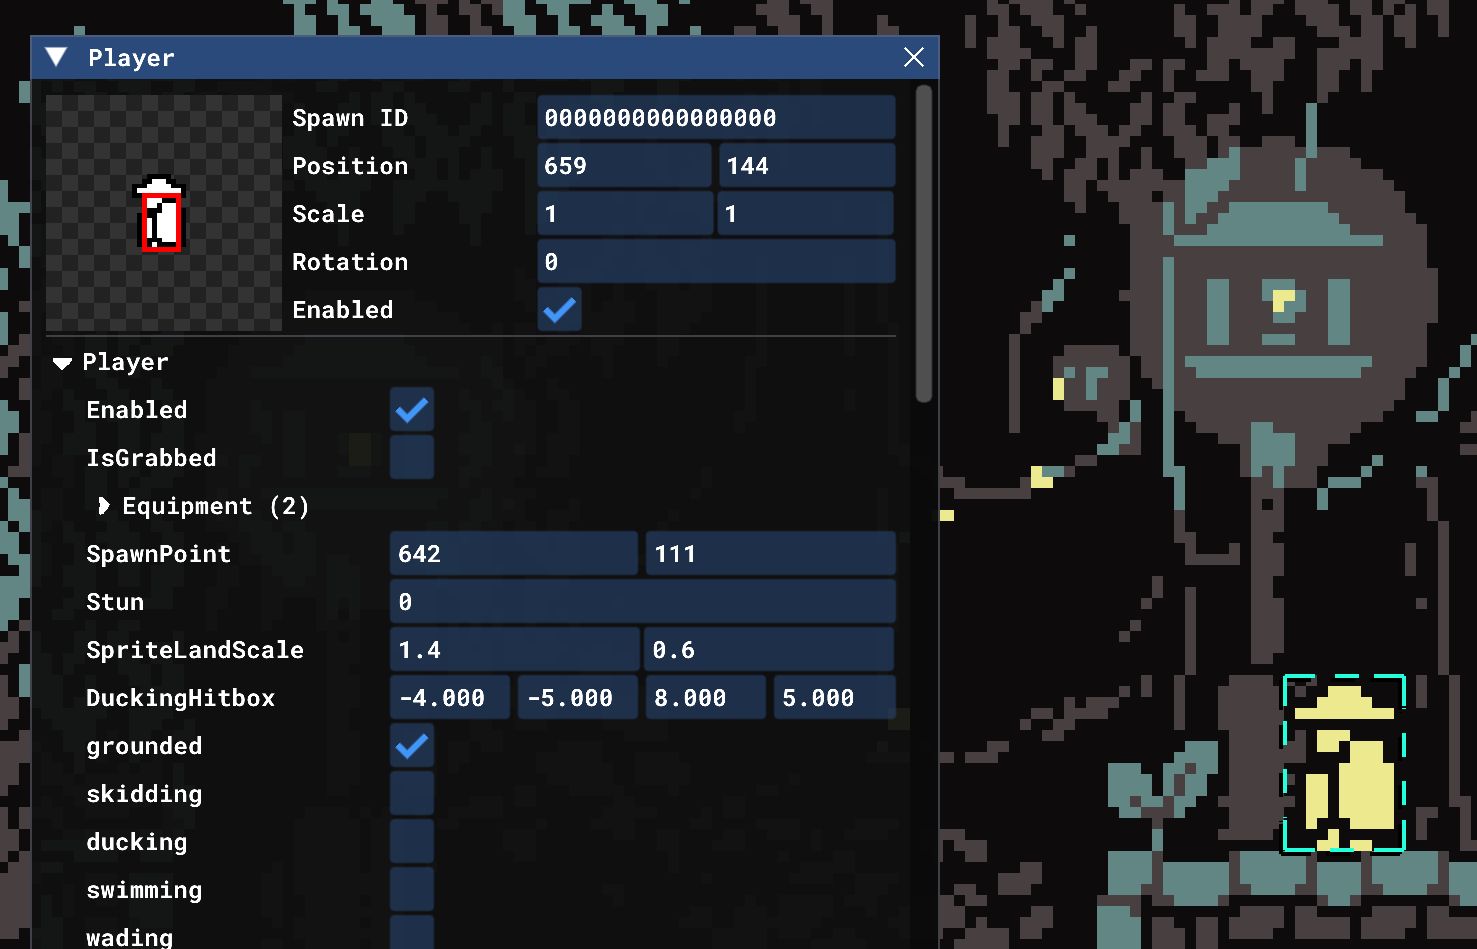 Player
Spawn ID 0000000000000000
Position 659 144
Scale 1 1
Rotation 0
Enabled
Player
Enabled
IsGrabbed
Equipment (2)
SpawnPoint 642 111
Stun 0
SpriteLandScale 1.4 0.6
DuckingHitbox -4.000 -5.000 8.000 5.000
grounded
skidding
ducking
swimming
wading